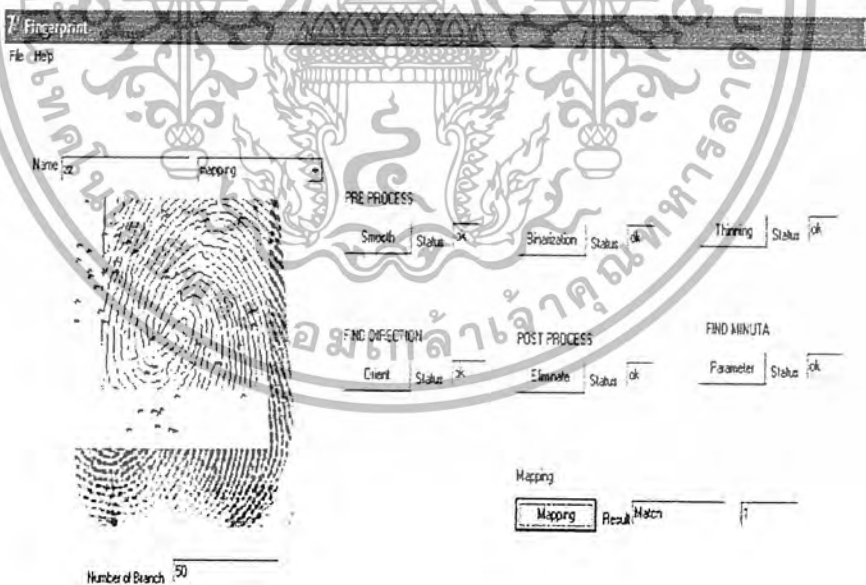 Fingerprint
File Help
Name zz mapping
PRE PROCESS
Smooth Status ok Binarization Status ok Thinning Status ok
FIND DIRECTION POST PROCESS FIND MINUTA
Orient Status ok Eliminate Status ok Parameter Status ok
Mapping
Mapping Result Match 1
Number of Branch 50